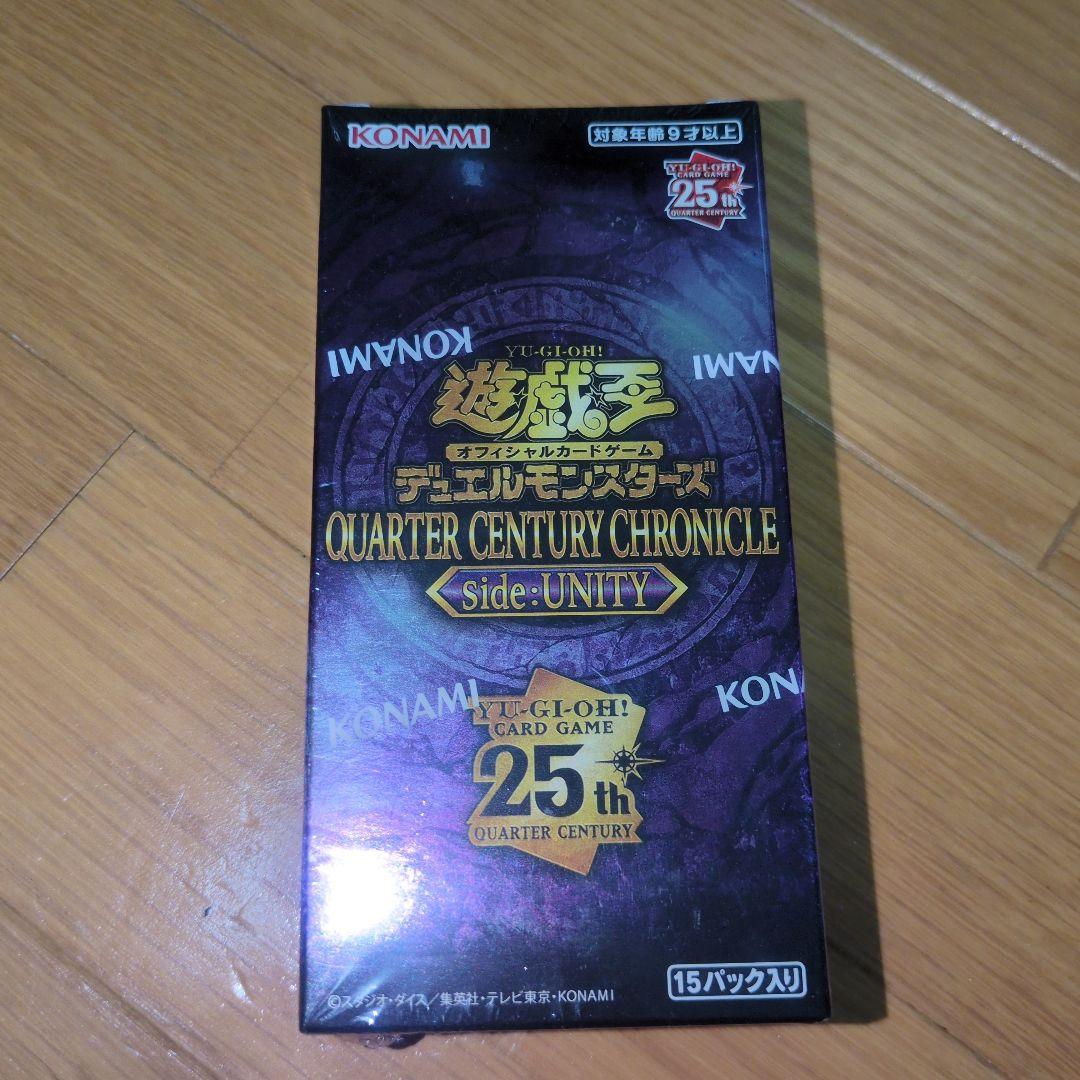 KONAMI
対象年齢9才以上
YU-GI-OH!
CARD GAME
25th
QUARTER CENTURY
KONAMI
NAMI
YU-GI-OH!
遊☆戯☆王
オフィシャルカードゲーム
デュエルモンスターズ
QUARTER CENTURY CHRONICLE
side:UNITY
KONAMI
KONA
YU-GI-OH!
CARD GAME
25th
QUARTER CENTURY
15パック入り
©スタジオ・ダイス/集英社・テレビ東京・KONAMI